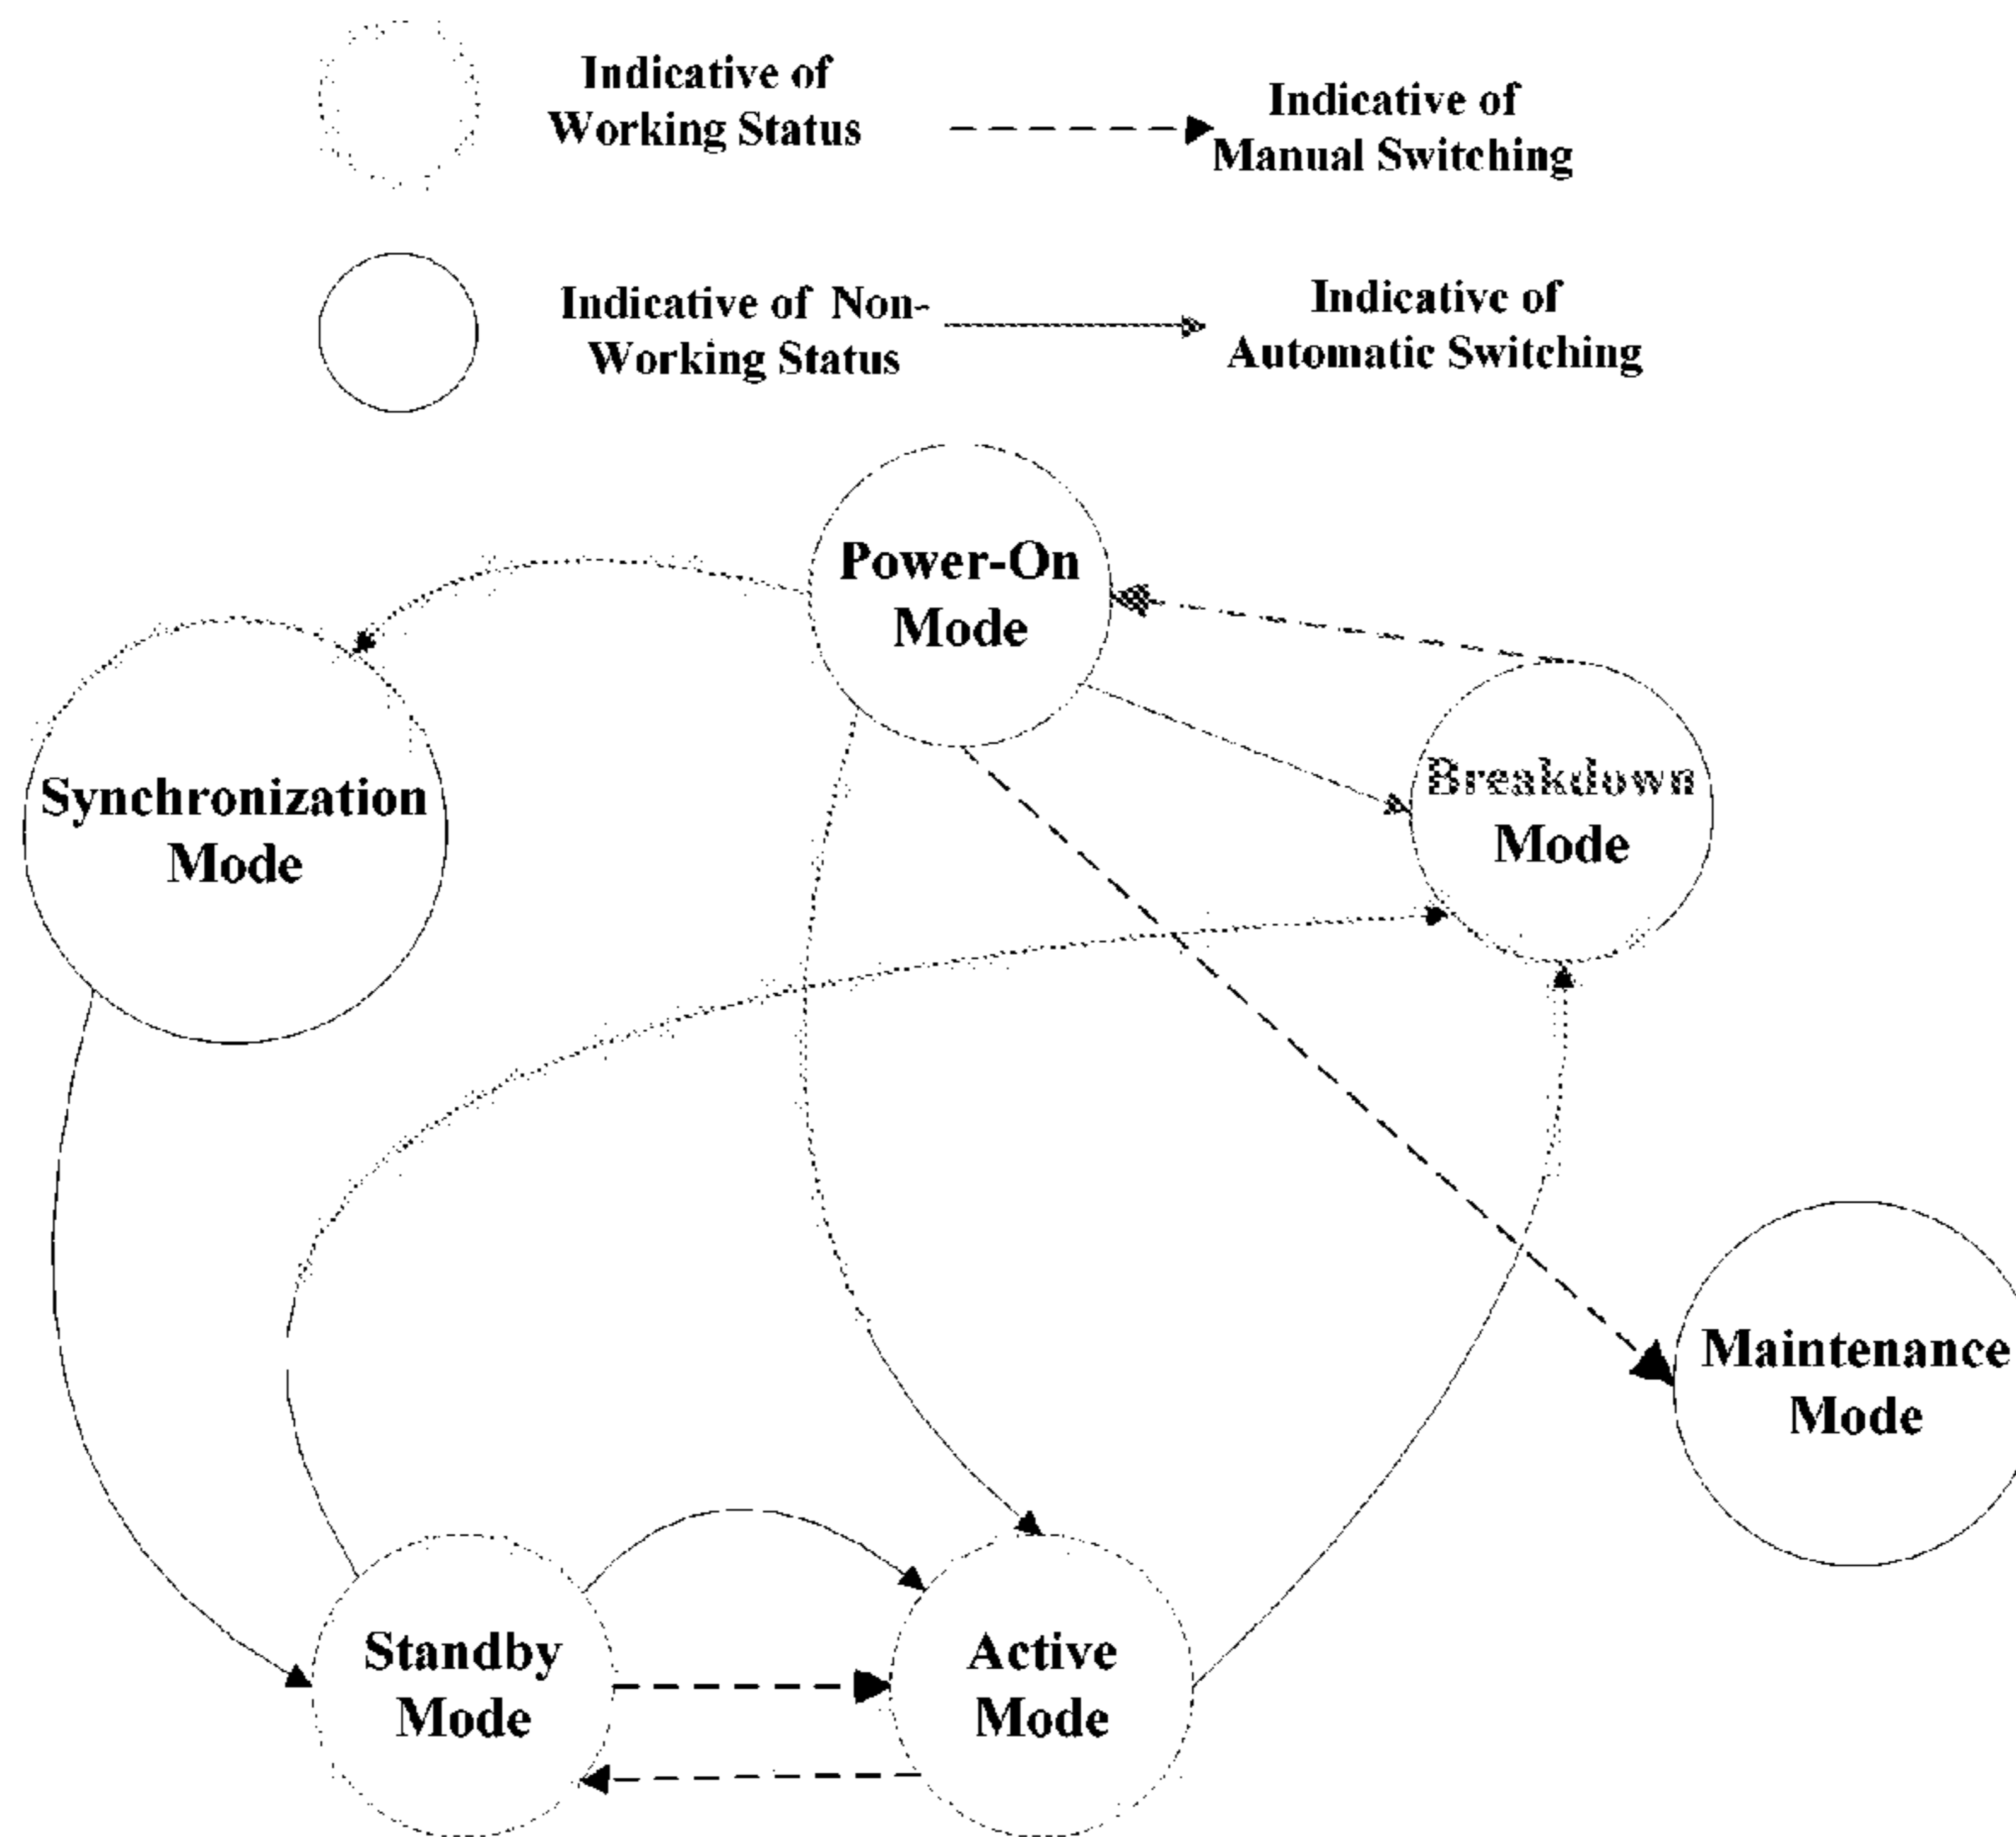 Indicative of
Working Status
Indicative of
Manual Switching
Indicative of Non-
Working Status
Indicative of
Automatic Switching
Power-On
Mode
Breakdown
Mode
Synchronization
Mode
Maintenance
Mode
Standby
Mode
Active
Mode